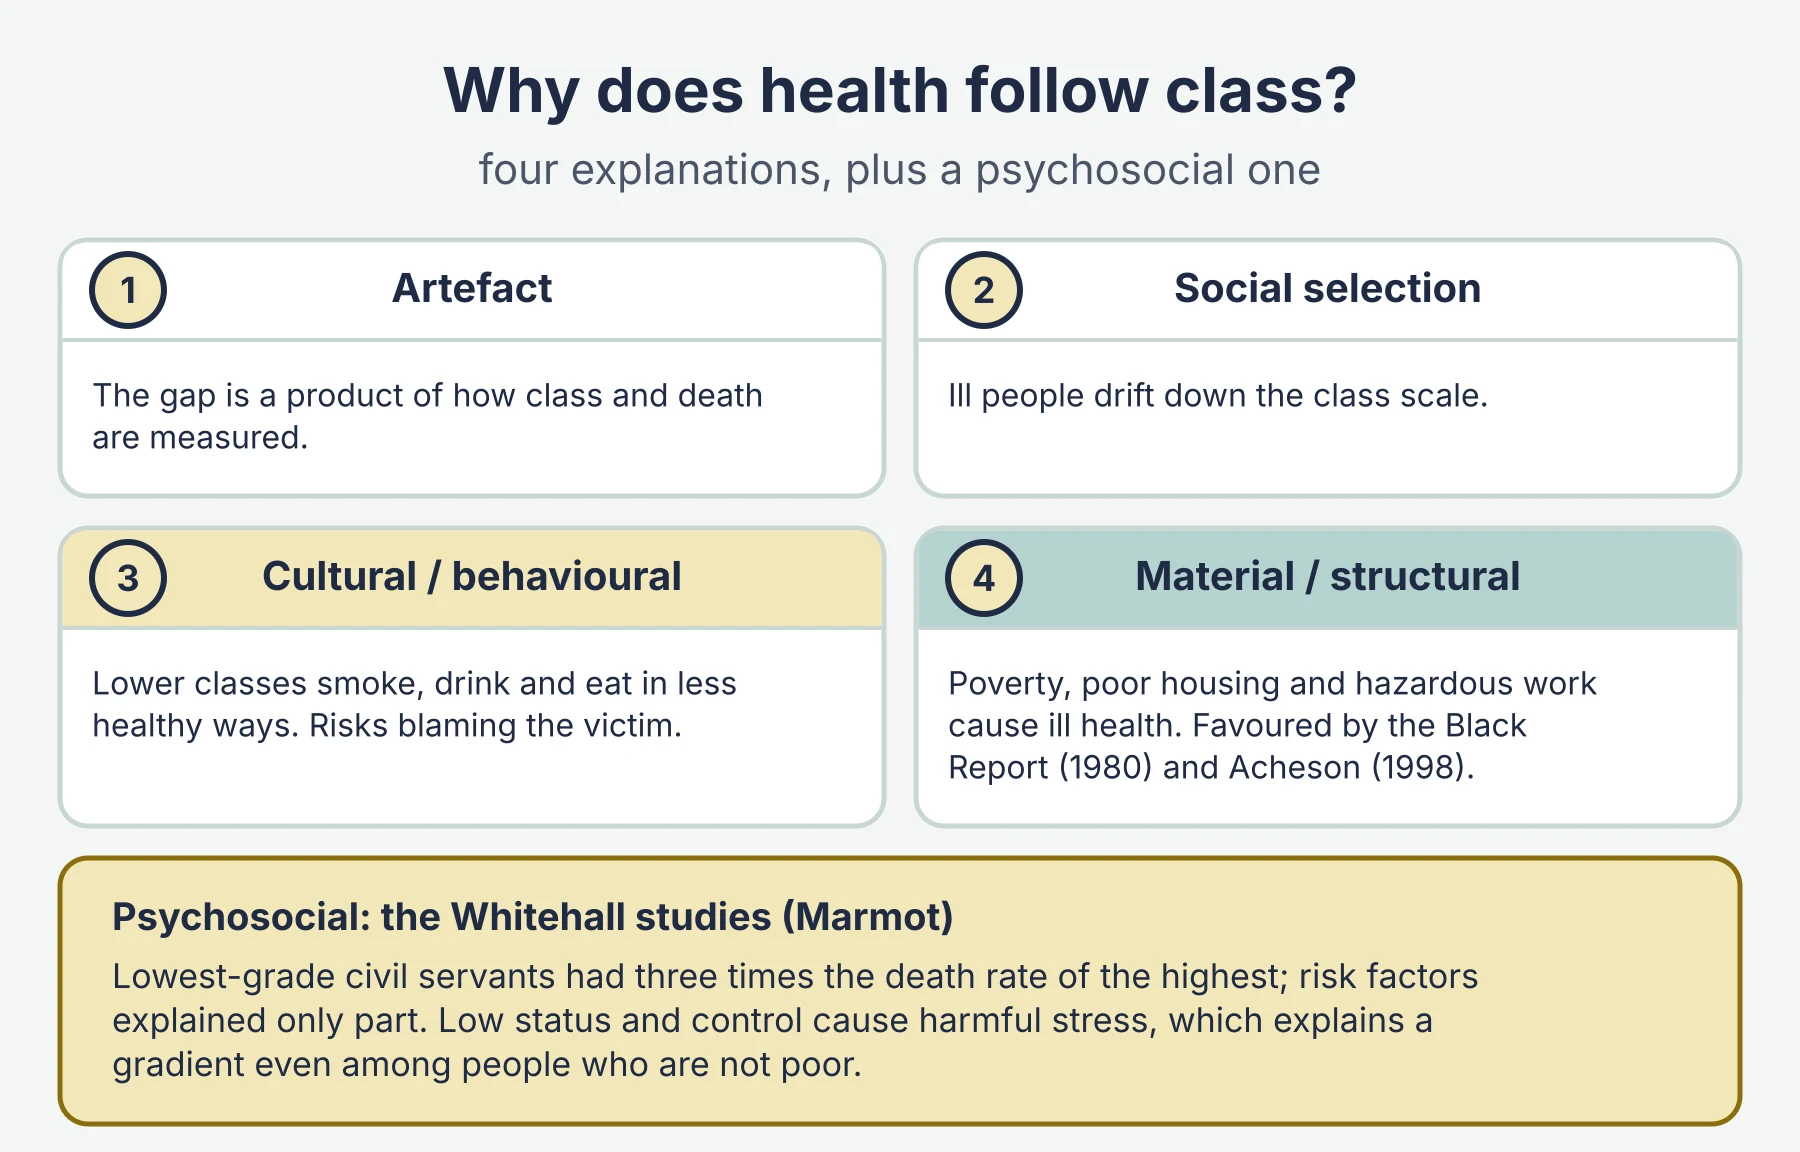 Why does health follow class?
four explanations, plus a psychosocial one
1
Artefact
The gap is a product of how class and death
are measured.
2
Social selection
Ill people drift down the class scale.
3
Cultural / behavioural
Lower classes smoke, drink and eat in less
healthy ways. Risks blaming the victim.
4
Material / structural
Poverty, poor housing and hazardous work
cause ill health. Favoured by the Black
Report (1980) and Acheson (1998).
Psychosocial: the Whitehall studies (Marmot)
Lowest-grade civil servants had three times the death rate of the highest; risk factors
explained only part. Low status and control cause harmful stress, which explains a
gradient even among people who are not poor.